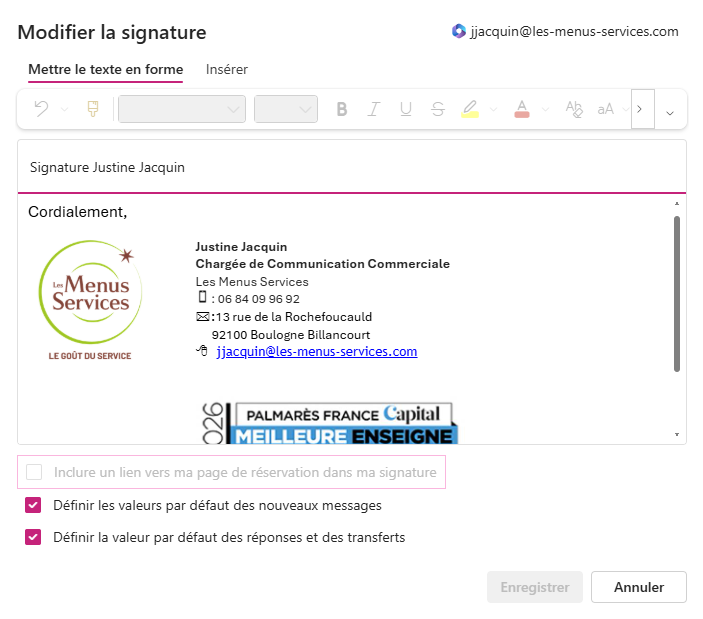 Modifier la signature
jjacquin@les-menus-services.com
Mettre le texte en forme
Insérer
B I U S A Ab aA
Signature Justine Jacquin
Cordialement,
Les Menus
Services
LE GOÛT DU SERVICE
Justine Jacquin
Chargée de Communication Commerciale
Les Menus Services
: 06 84 09 96 92
:13 rue de la Rochefoucauld
92100 Boulogne Billancourt
jjacquin@les-menus-services.com
026
PALMARÈS FRANCE Capital
MEILLEURE ENSEIGNE
Inclure un lien vers ma page de réservation dans ma signature
Définir les valeurs par défaut des nouveaux messages
Définir la valeur par défaut des réponses et des transferts
Enregistrer
Annuler